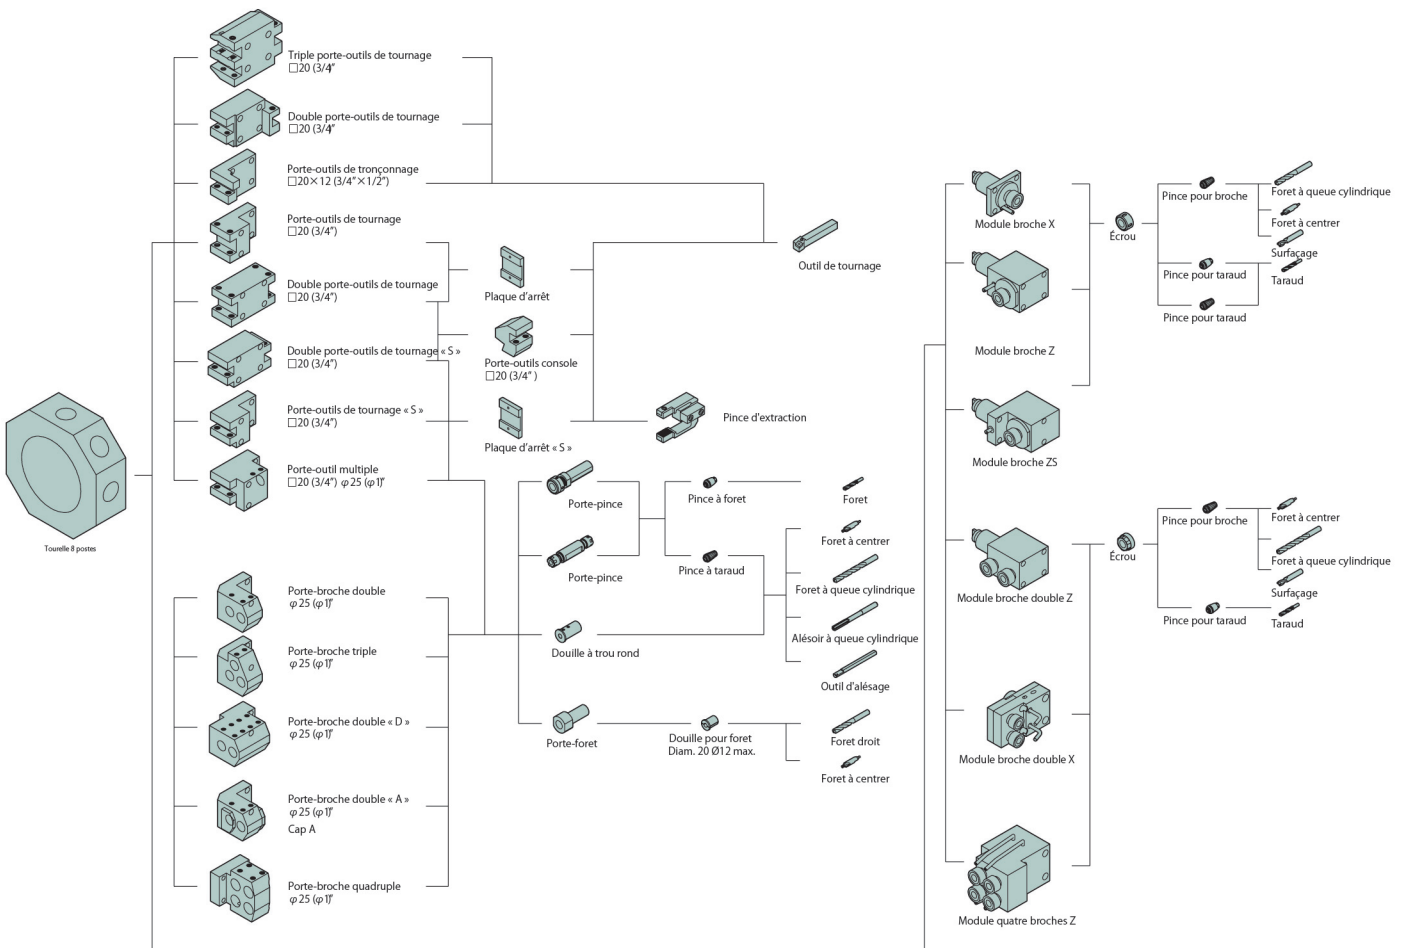 Triple porte-outils de tournage
□20 (3/4"
Double porte-outils de tournage
□20 (3/4"
Porte-outils de tronçonnage
□20×12 (3/4"×1/2")
Porte-outils de tournage
□20 (3/4")
Double porte-outils de tournage
□20 (3/4")
Double porte-outils de tournage « S »
□20 (3/4")
Porte-outils de tournage « S »
□20 (3/4")
Porte-outil multiple
□20 (3/4") φ25 (φ1)"
Tourelle 8 postes
Porte-broche double
φ25 (φ1)"
Porte-broche triple
φ25 (φ1)"
Porte-broche double « D »
φ25 (φ1)"
Porte-broche double « A »
φ25 (φ1)"
Cap A
Porte-broche quadruple
φ25 (φ1)"
Plaque d'arrêt
Porte-outils console
□20 (3/4" )
Plaque d'arrêt « S »
Outil de tournage
Pince d'extraction
Porte-pince
Porte-pince
Douille à trou rond
Porte-foret
Pince à foret
Pince à taraud
Douille pour foret
Diam. 20 Ø12 max.
Foret
Foret à centrer
Foret à queue cylindrique
Alésoir à queue cylindrique
Outil d'alésage
Foret droit
Foret à centrer
Module broche X
Module broche Z
Module broche ZS
Module broche double Z
Module broche double X
Module quatre broches Z
Écrou
Pince pour broche
Pince pour taraud
Pince pour taraud
Foret à queue cylindrique
Foret à centrer
Surfaçage
Taraud
Écrou
Pince pour broche
Pince pour taraud
Foret à centrer
Foret à queue cylindrique
Surfaçage
Taraud